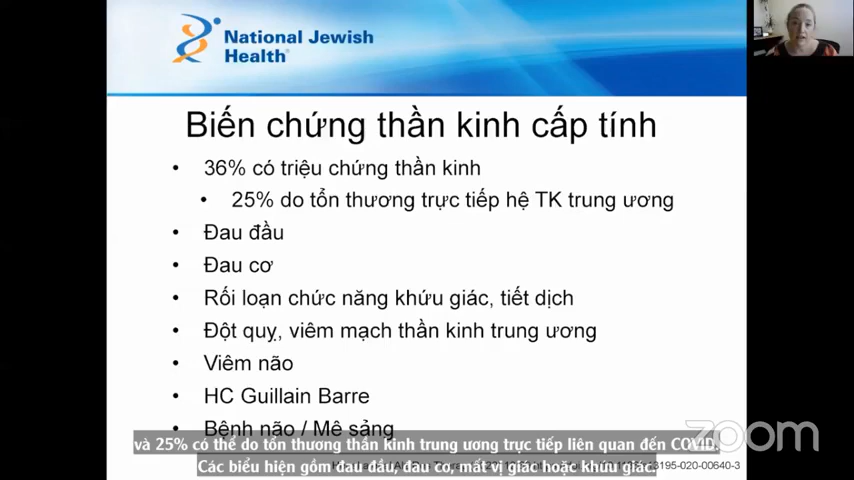 National Jewish
Health®
Biến chứng thần kinh cấp tính
• 36% có triệu chứng thần kinh
• 25% do tổn thương trực tiếp hệ TK trung ương
• Đau đầu
• Đau cơ
• Rối loạn chức năng khứu giác, tiết dịch
• Đột quỵ, viêm mạch thần kinh trung ương
• Viêm não
• HC Guillain Barre
• Bệnh não / Mê sảng
và 25% có thể do tổn thương thần kinh trung ương trực tiếp liên quan đến COVID.
Các biểu hiện gồm đau đầu, đau cơ, mất vị giác hoặc khứu giác.
3195-020-00640-3
zoom